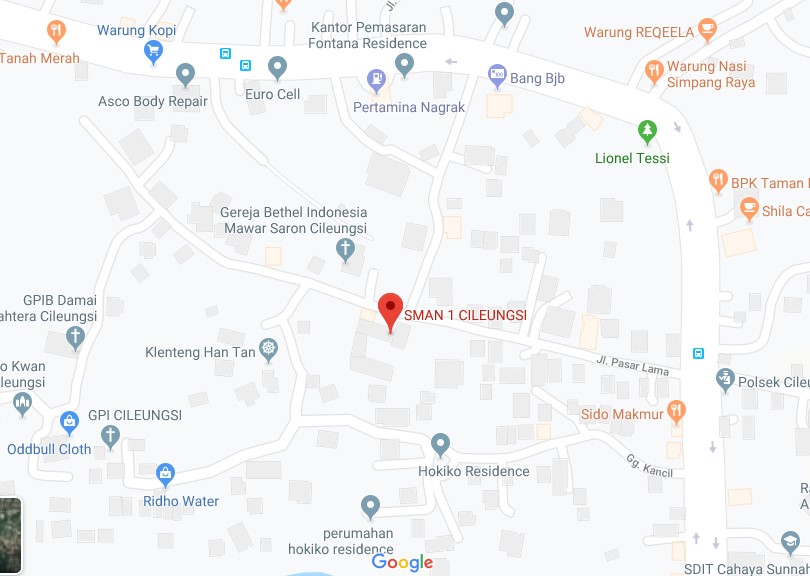 Warung Kopi
Tanah Merah
Kantor Pemasaran
Fontana Residence
Jl.
Warung REQEELA
Warung Nasi
Simpang Raya
Bang Bjb
Asco Body Repair
Euro Cell
Pertamina Nagrak
Lionel Tessi
BPK Taman
Shila Ca
Gereja Bethel Indonesia
Mawar Saron Cileungsi
GPIB Damai
ahtera Cileungsi
SMAN 1 CILEUNGSI
Klenteng Han Tan
Jl. Pasar Lama
o Kwan
ileungsi
Polsek Cileu
Sido Makmur
GPI CILEUNGSI
Oddbull Cloth
Hokiko Residence
Gg. Kancil
Ridho Water
perumahan
hokiko residence
Google
SDIT Cahaya Sunnah